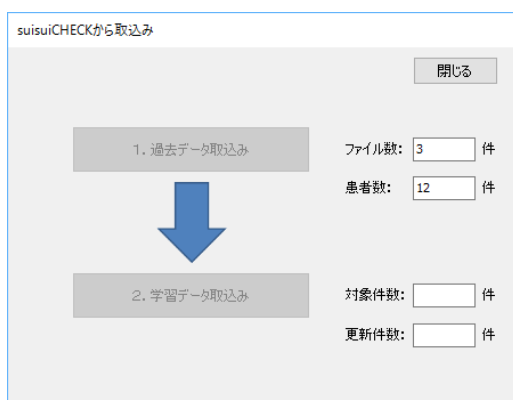 suisuiCHECKから取込み
閉じる
1.過去データ取込み
ファイル数: 3 件
患者数: 12 件
2.学習データ取込み
対象件数: 件
更新件数: 件